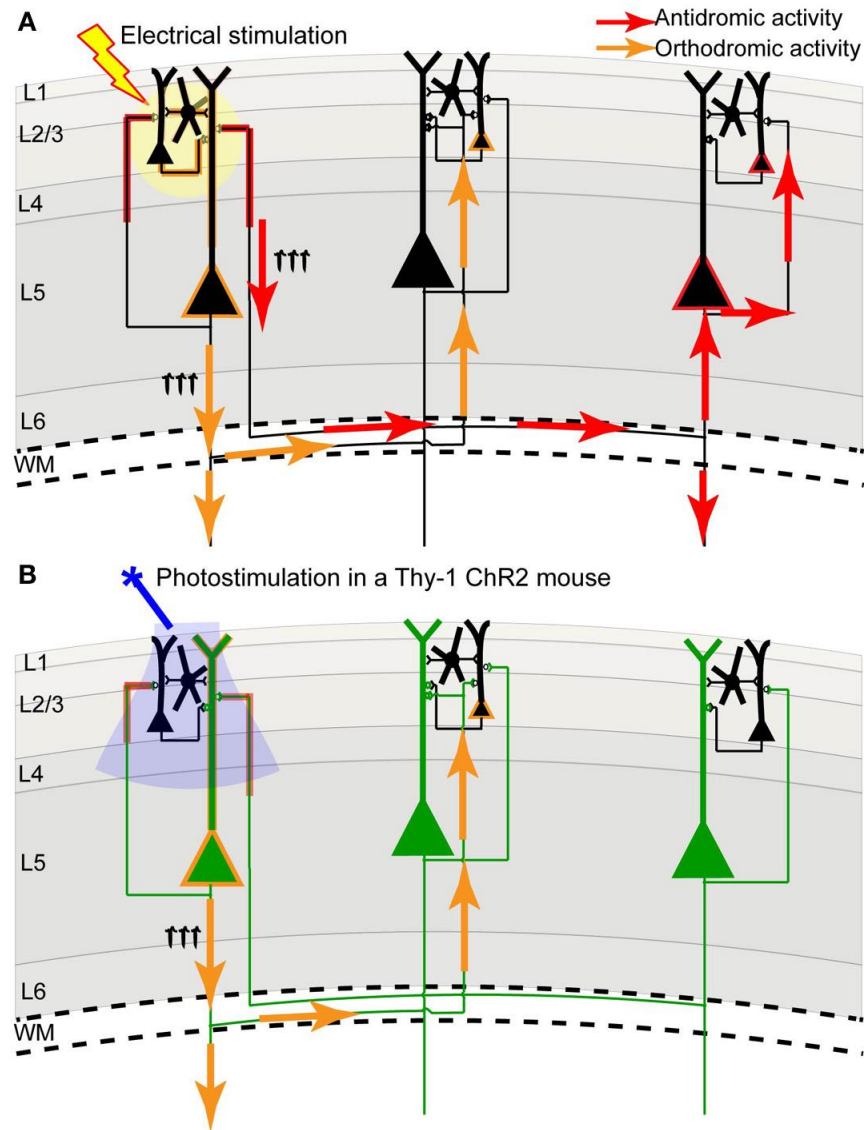 A
Electrical stimulation
Antidromic activity
Orthodromic activity
L1
L2/3
L4
L5
L6
WM
B
Photostimulation in a Thy-1 ChR2 mouse
L1
L2/3
L4
L5
L6
WM